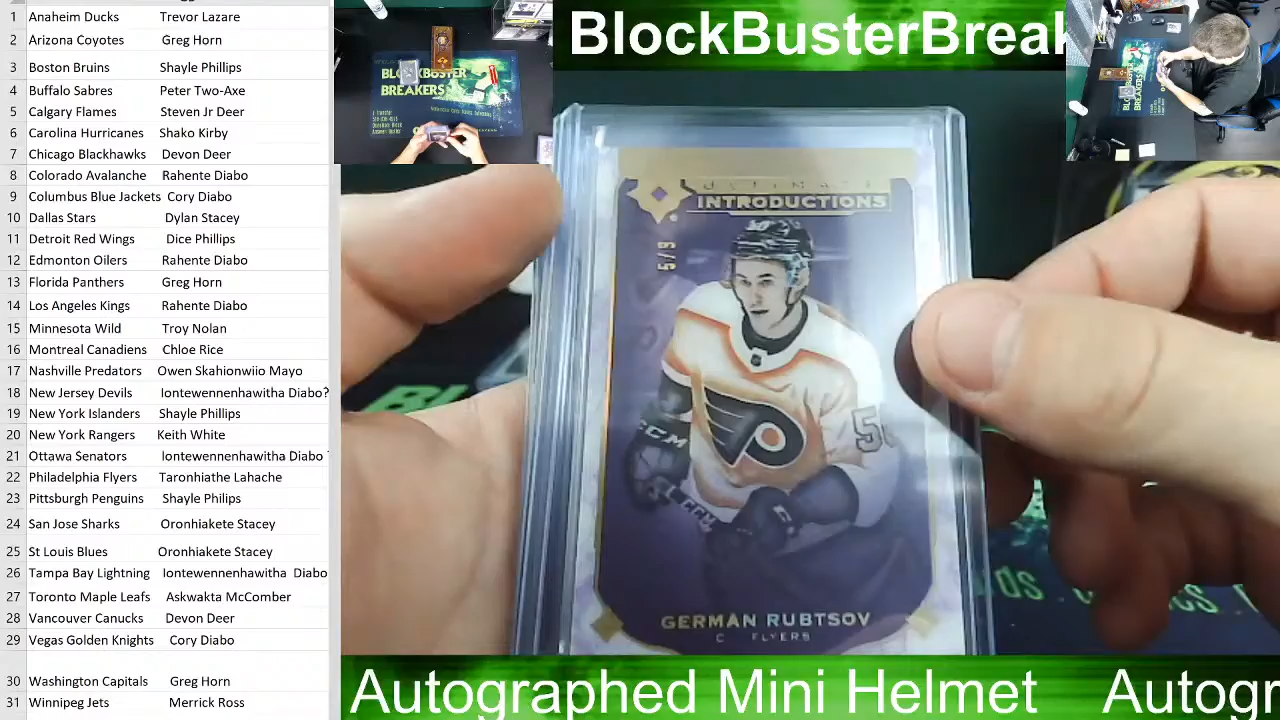 1 Anaheim Ducks Trevor Lazare
2 Arizona Coyotes Greg Horn
Boston Bruins Shayle Phillips
4 Buffalo Sabres Peter Two-Axe
Calgary Flames Steven Jr Deer
6 Carolina Hurricanes Shako Kirby
7 Chicago Blackhawks Devon Deer
8 Colorado Avalanche Rahente Diabo
Columbus Blue Jackets Cory Diabo
10 Dallas Stars Dylan Stacey
11 Detroit Red Wings Dice Phillips
12 Edmonton Oilers Rahente Diabo
13 Florida Panthers Greg Horn
14 Los Angeles Kings Rahente Diabo
15 Minnesota Wild Troy Nolan
16 Montreal Canadiens Chloe Rice
17 Nashville Predators Owen Skahionwiio Mayo
18 New Jersey Devils Iontewennenhawitha Diabo?
19 New York Islanders Shayle Phillips
20 New York Rangers Keith White
21 Ottawa Senators Iontewennenhawitha Diabo
22 Philadelphia Flyers Taronhiathe Lahache
23 Pittsburgh Penguins Shayle Philips
24 San Jose Sharks Oronhiakete Stacey
25 St Louis Blues Oronhiakete Stacey
26 Tampa Bay Lightning Iontewennenhawitha Diabo
27 Toronto Maple Leafs Askwakta McComber
28 Vancouver Canucks Devon Deer
29 Vegas Golden Knights Cory Diabo
30 Washington Capitals Greg Horn
31 Winnipeg Jets Merrick Ross
BLOCKBUSTER
BREAKERS
BlockBusterBreak
ULTIMATE
INTRODUCTIONS
5/9
CCM
CCM
GERMAN RUBTSOV
C FLYERS
Autographed Mini Helmet Autogr